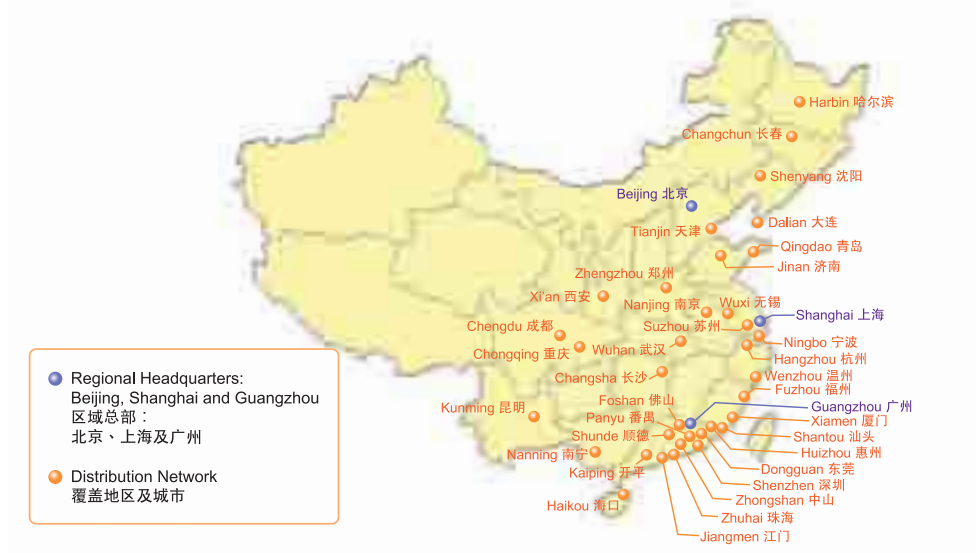 Harbin 哈尔滨
Changchun 长春
Shenyang 沈阳
Beijing 北京
Dalian 大连
Tianjin 天津
Qingdao 青岛
Jinan 济南
Zhengzhou 郑州
Xi'an 西安
Nanjing 南京
Wuxi 无锡
Shanghai 上海
Suzhou 苏州
Chengdu 成都
Ningbo 宁波
Chongqing 重庆
Wuhan 武汉
Hangzhou 杭州
Changsha 长沙
Wenzhou 温州
Fuzhou 福州
Foshan 佛山
Guangzhou 广州
Kunming 昆明
Panyu 番禺
Xiamen 厦门
Shunde 顺德
Shantou 汕头
Nanning 南宁
Huizhou 惠州
Kaiping 开平
Dongguan 东莞
Shenzhen 深圳
Haikou 海口
Zhongshan 中山
Zhuhai 珠海
Jiangmen 江门
Regional Headquarters:
Beijing, Shanghai and Guangzhou
区域总部：
北京、上海及广州
Distribution Network
覆盖地区及城市